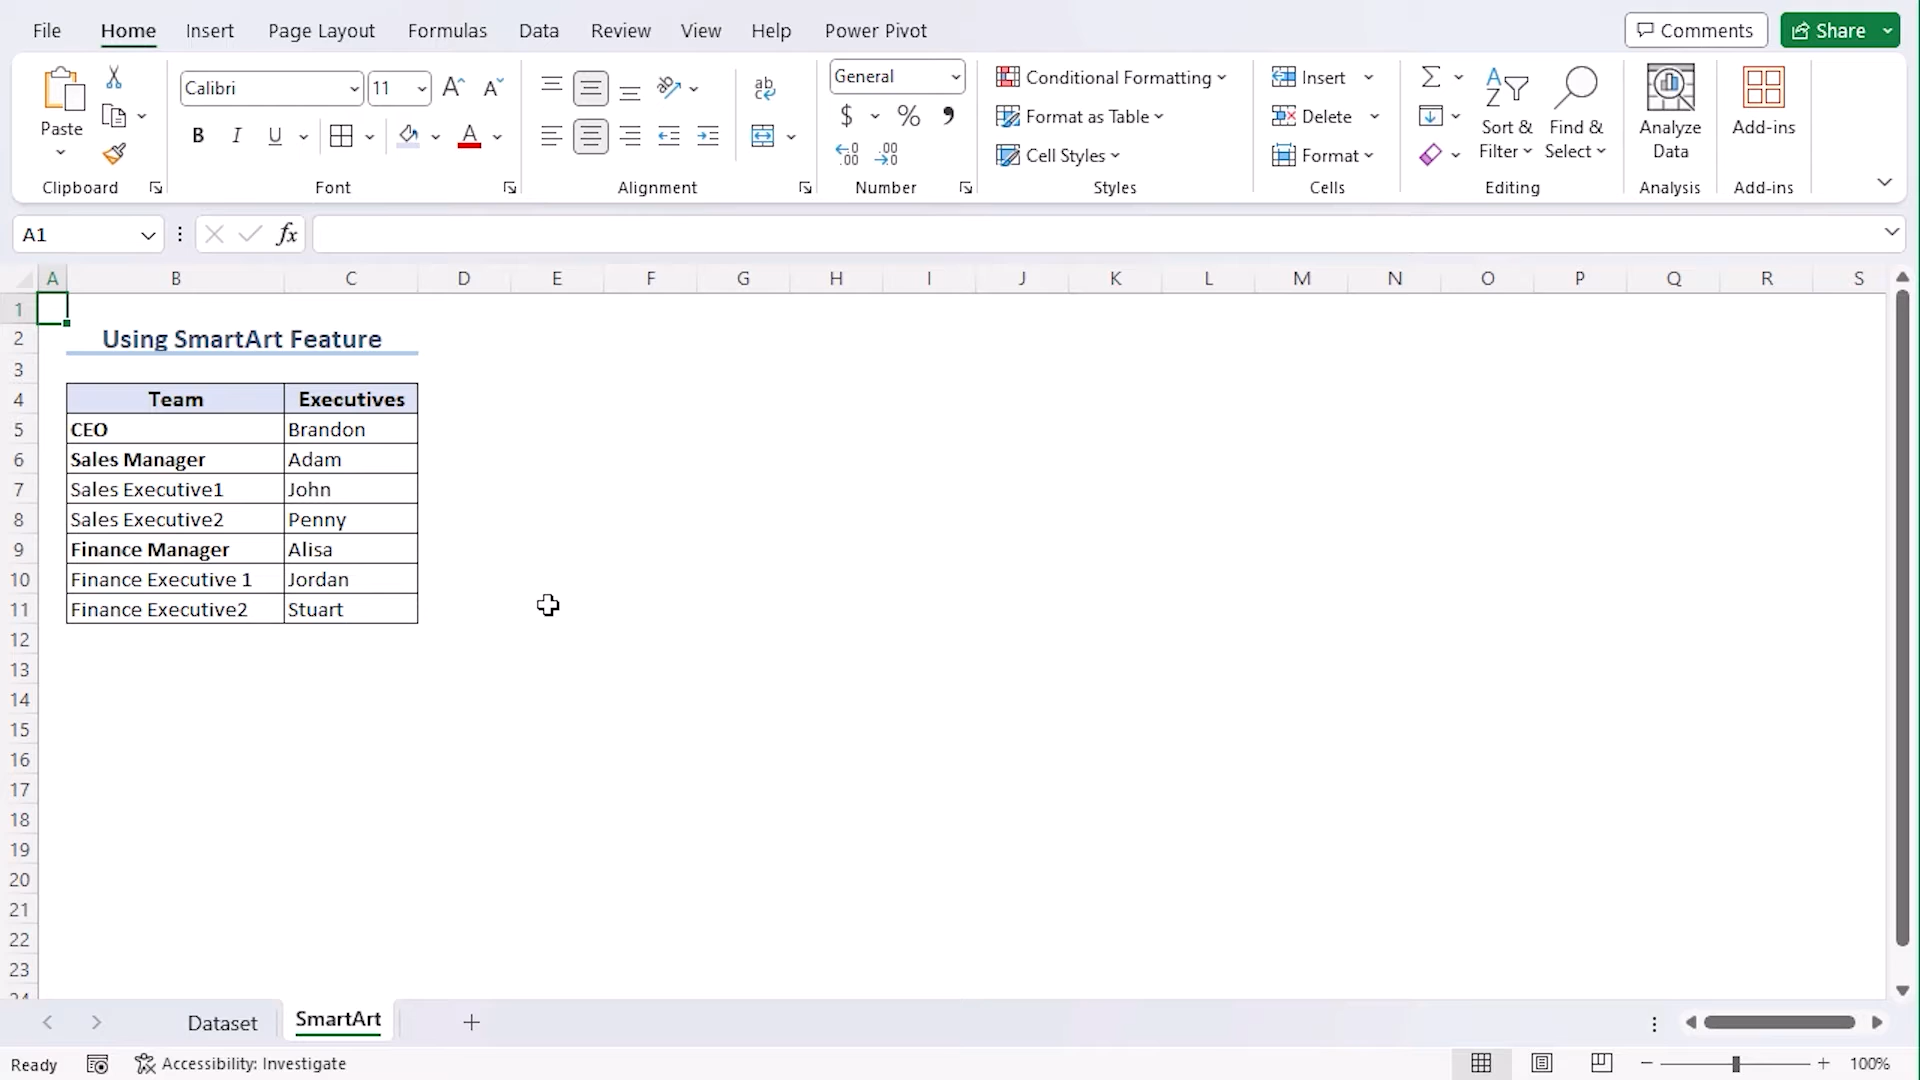 File Home Insert Page Layout Formulas Data Review View Help Power Pivot Comments Share
Calibri 11 General Conditional Formatting Insert
Paste B I U A $ % , Format as Table Delete Sort & Filter Find & Select Analyze Data Add-ins
Cell Styles Format
Clipboard Font Alignment Number Styles Cells Editing Analysis Add-ins
A1 fx
A B C D E F G H I J K L M N O P Q R S
1
2 Using SmartArt Feature
3
4 Team Executives
5 CEO Brandon
6 Sales Manager Adam
7 Sales Executive1 John
8 Sales Executive2 Penny
9 Finance Manager Alisa
10 Finance Executive 1 Jordan
11 Finance Executive2 Stuart
12
13
14
15
16
17
18
19
20
21
22
23
24
Dataset SmartArt
Ready Accessibility: Investigate 100%